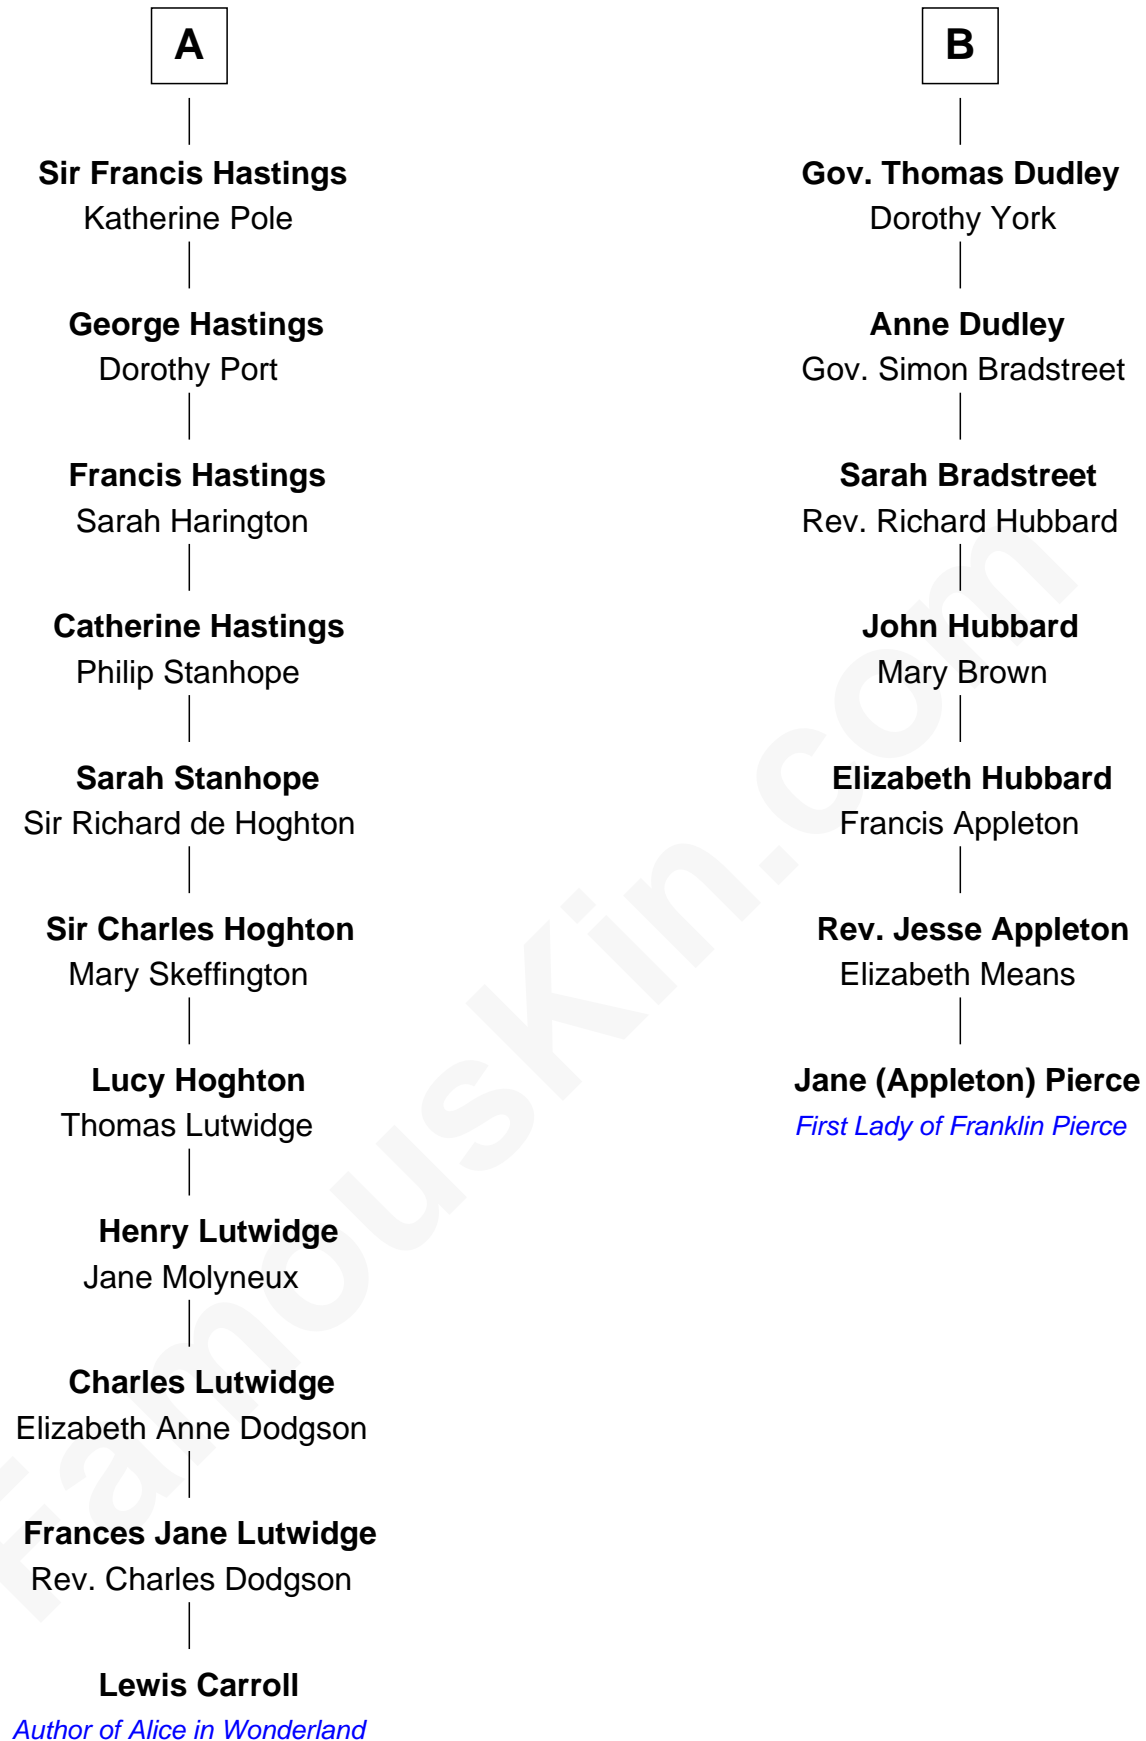 A
Sir Francis Hastings
Katherine Pole
George Hastings
Dorothy Port
Francis Hastings
Sarah Harington
Catherine Hastings
Philip Stanhope
Sarah Stanhope
Sir Richard de Hoghton
Sir Charles Hoghton
Mary Skeffington
Lucy Hoghton
Thomas Lutwidge
Henry Lutwidge
Jane Molyneux
Charles Lutwidge
Elizabeth Anne Dodgson
Frances Jane Lutwidge
Rev. Charles Dodgson
Lewis Carroll
Author of Alice in Wonderland
B
Gov. Thomas Dudley
Dorothy York
Anne Dudley
Gov. Simon Bradstreet
Sarah Bradstreet
Rev. Richard Hubbard
John Hubbard
Mary Brown
Elizabeth Hubbard
Francis Appleton
Rev. Jesse Appleton
Elizabeth Means
Jane (Appleton) Pierce
First Lady of Franklin Pierce
FamousKin.com